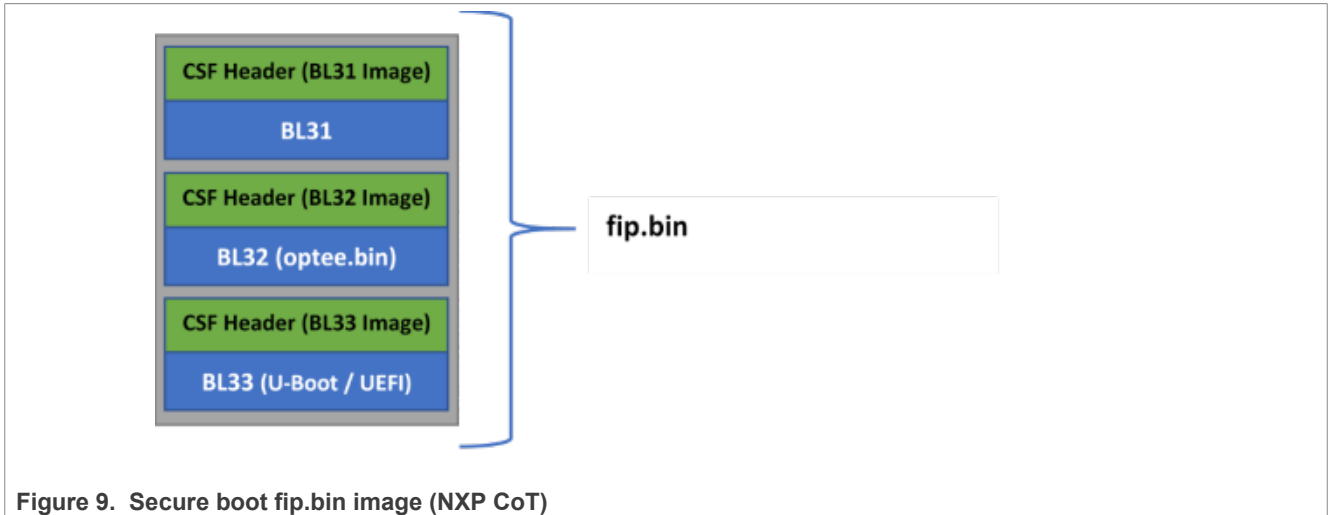 CSF Header (BL31 Image)
BL31
CSF Header (BL32 Image)
BL32 (optee.bin)
CSF Header (BL33 Image)
BL33 (U-Boot / UEFI)
fip.bin
Figure 9. Secure boot fip.bin image (NXP CoT)